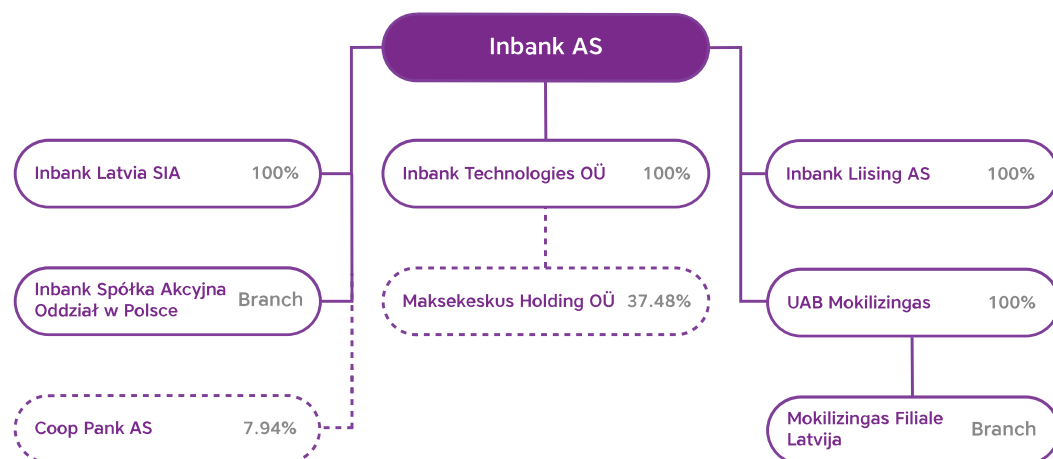 Inbank AS
Inbank Latvia SIA 100%
Inbank Technologies OÜ 100%
Inbank Liising AS 100%
Inbank Spółka Akcyjna
Oddział w Polsce
Branch
Maksekeskus Holding OÜ 37.48%
UAB Mokilizingas 100%
Coop Pank AS 7.94%
Mokilizingas Filiale
Latvija
Branch